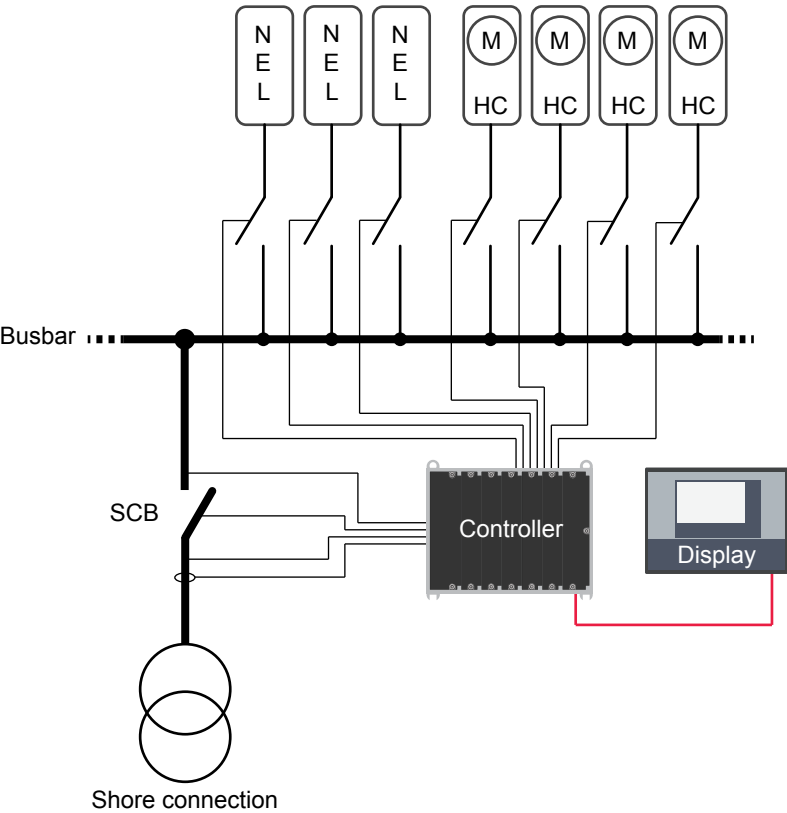 N
E
L
N
E
L
N
E
L
M
HC
M
HC
M
HC
M
HC
Busbar
SCB
Controller
Display
Shore connection